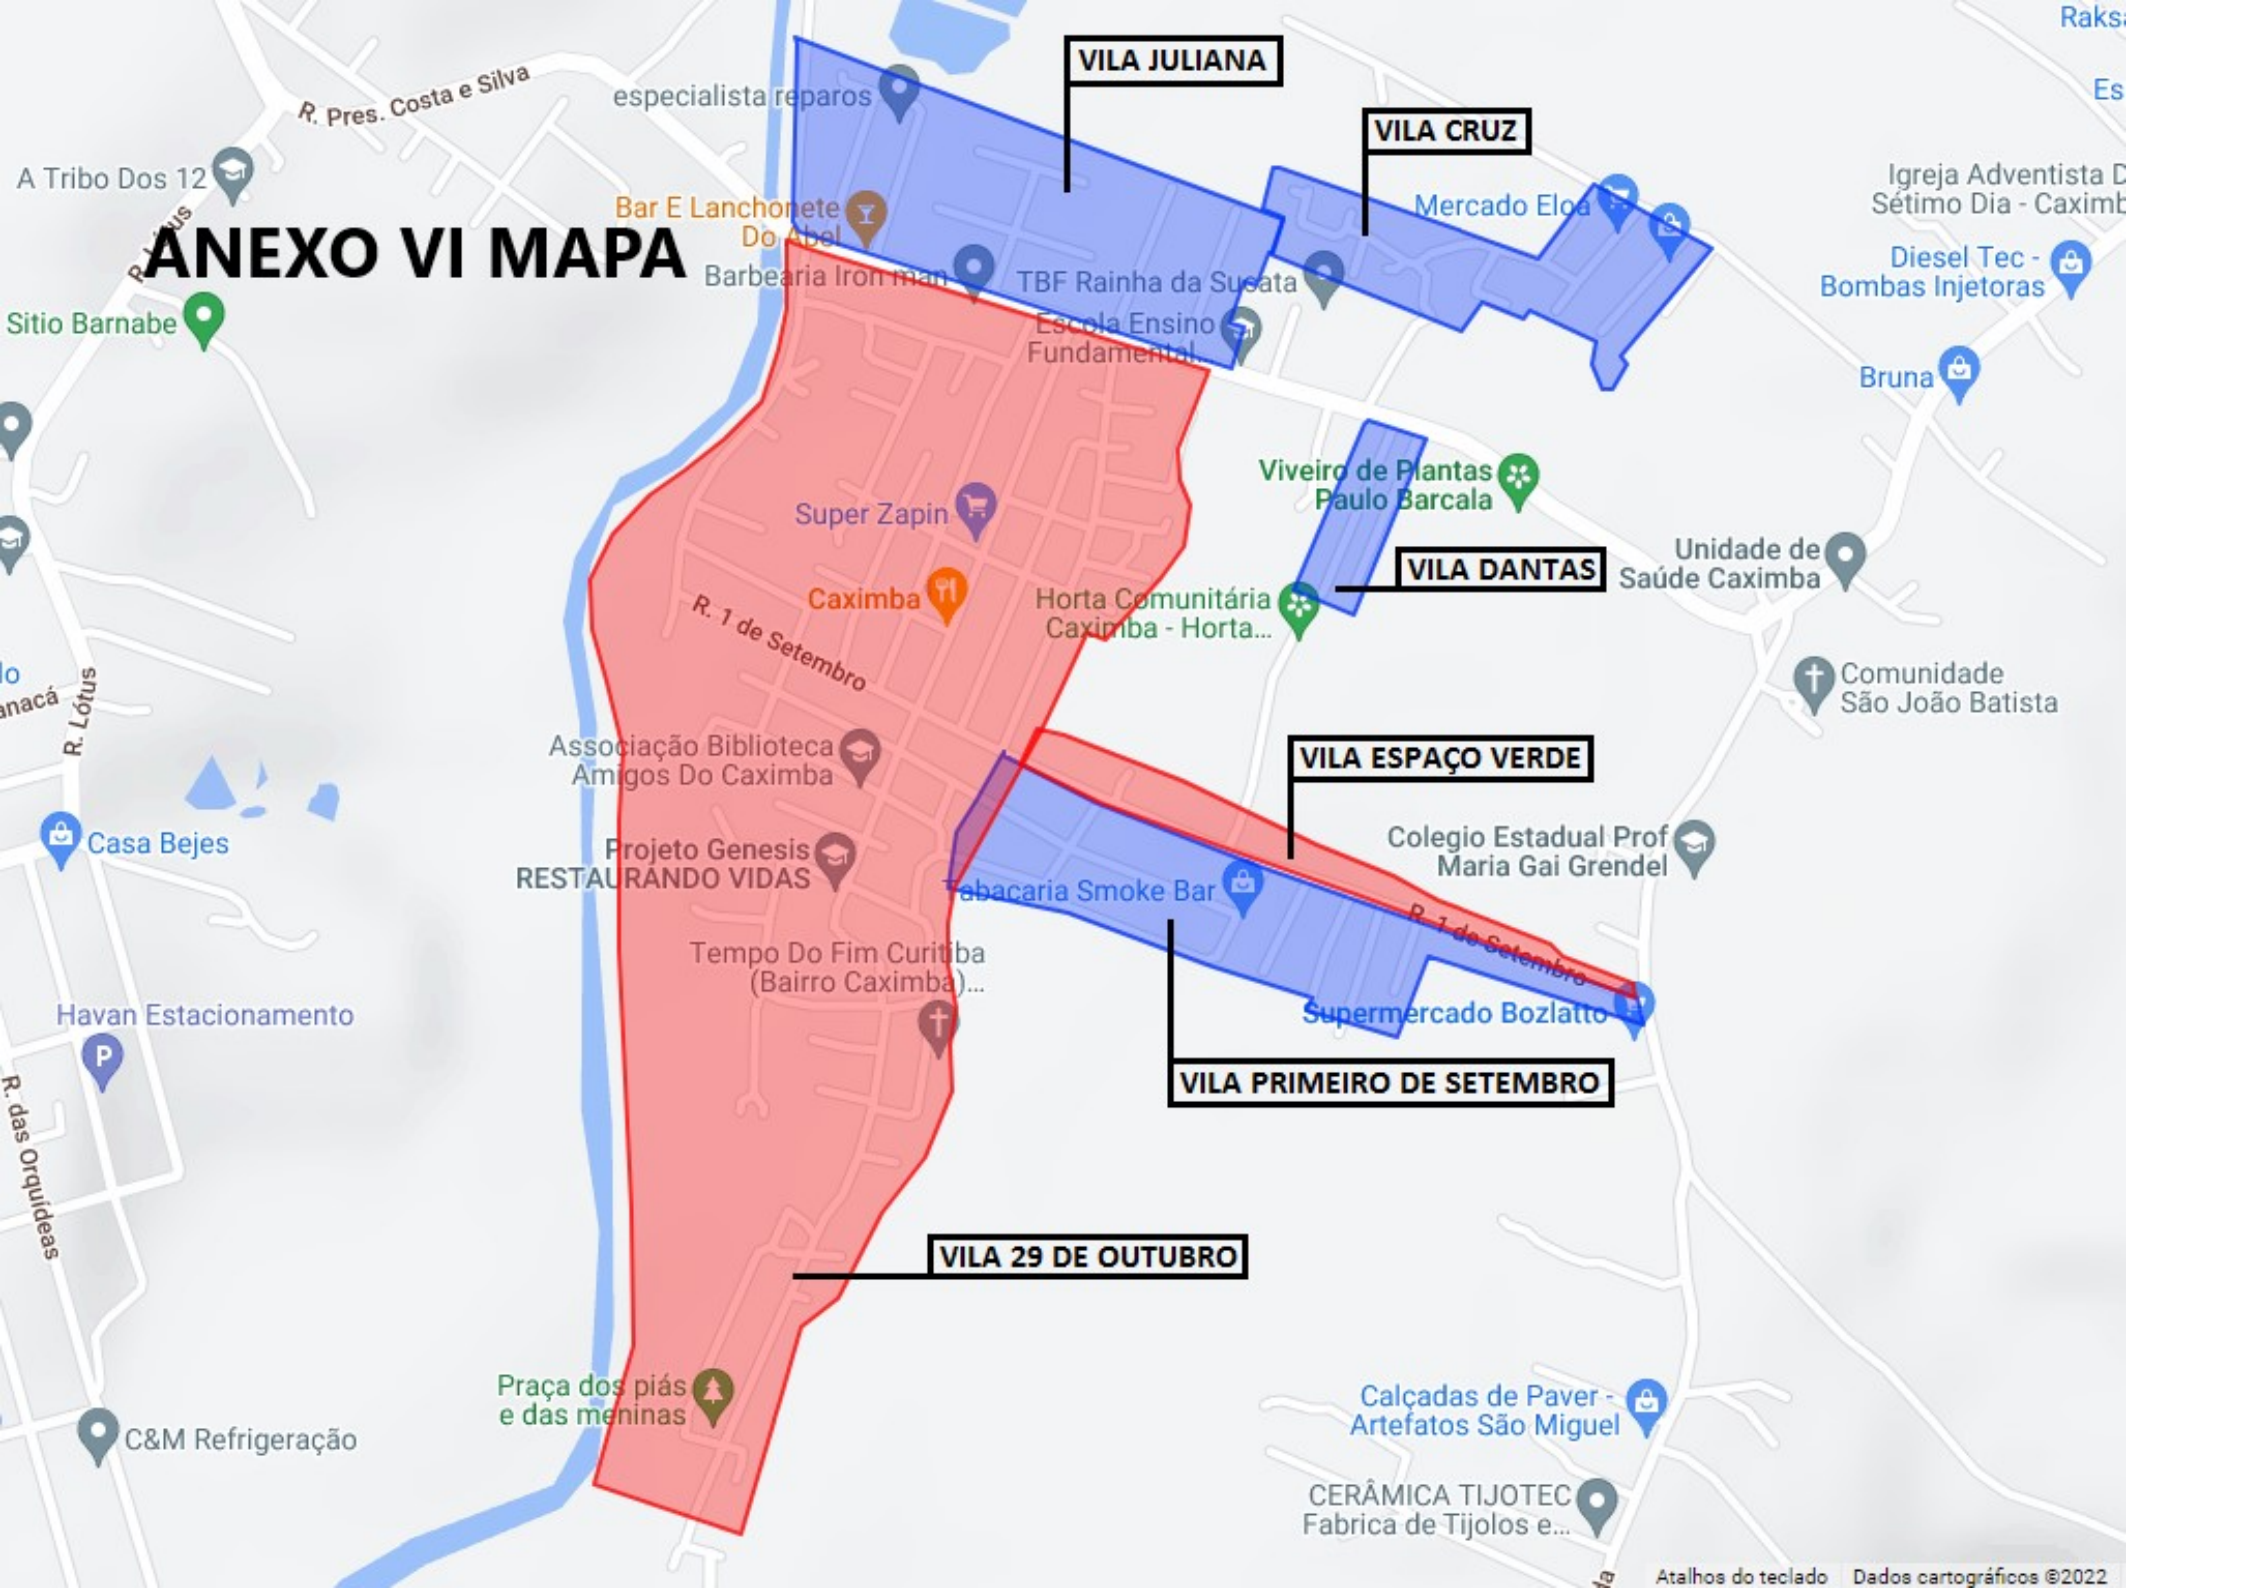 Raks
VILA JULIANA
R. Pres. Costa e Silva
especialista reparos
Es
VILA CRUZ
A Tribo Dos 12
Igreja Adventista D
Sétimo Dia - Caximb
Bar E Lanchonete
Do Abel
Mercado Eloa
R. Lótus
ANEXO VI MAPA
Barbearia Iron man
TBF Rainha da Sucata
Diesel Tec -
Bombas Injetoras
Sitio Barnabe
Escola Ensino
Fundamental...
Bruna
Viveiro de Plantas
Paulo Barcala
Super Zapin
VILA DANTAS
Unidade de
Saúde Caximba
Caximba
Horta Comunitária
Caximba - Horta...
R. 1 de Setembro
lo
anacá
R. Lótus
Comunidade
São João Batista
Associação Biblioteca
Amigos Do Caximba
VILA ESPAÇO VERDE
Casa Bejes
Projeto Genesis
RESTAURANDO VIDAS
Colegio Estadual Prof
Maria Gai Grendel
Tabacaria Smoke Bar
R. 1 de Setembro
Tempo Do Fim Curitiba
(Bairro Caximba)...
Havan Estacionamento
P
Supermercado Bozlatto
VILA PRIMEIRO DE SETEMBRO
R. das Orquídeas
VILA 29 DE OUTUBRO
Praça dos piás
e das meninas
Calçadas de Paver -
Artefatos São Miguel
C&M Refrigeração
CERÂMICA TIJOTEC
Fabrica de Tijolos e...
da
Atalhos do teclado
Dados cartográficos ©2022